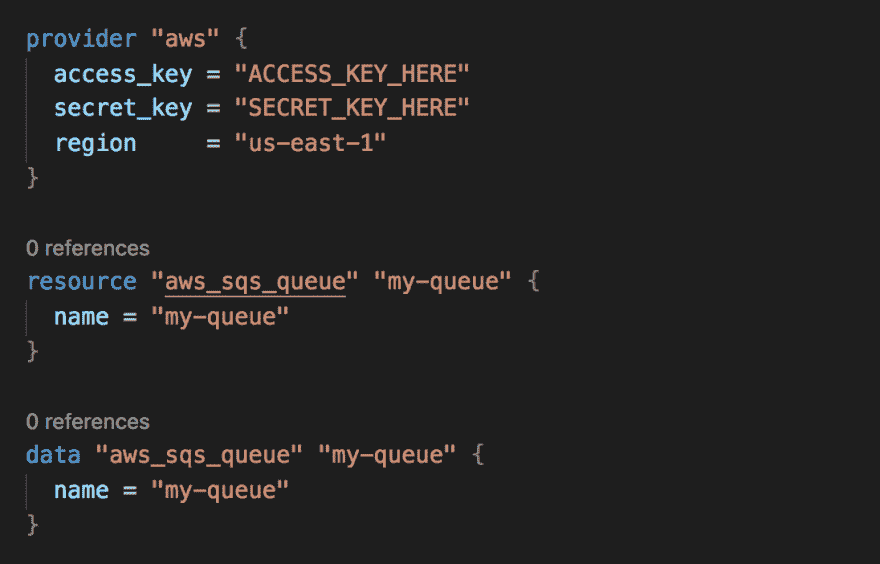 provider "aws" {
  access_key = "ACCESS_KEY_HERE"
  secret_key = "SECRET_KEY_HERE"
  region     = "us-east-1"
}
0 references
resource "aws_sqs_queue" "my-queue" {
  name = "my-queue"
}
0 references
data "aws_sqs_queue" "my-queue" {
  name = "my-queue"
}